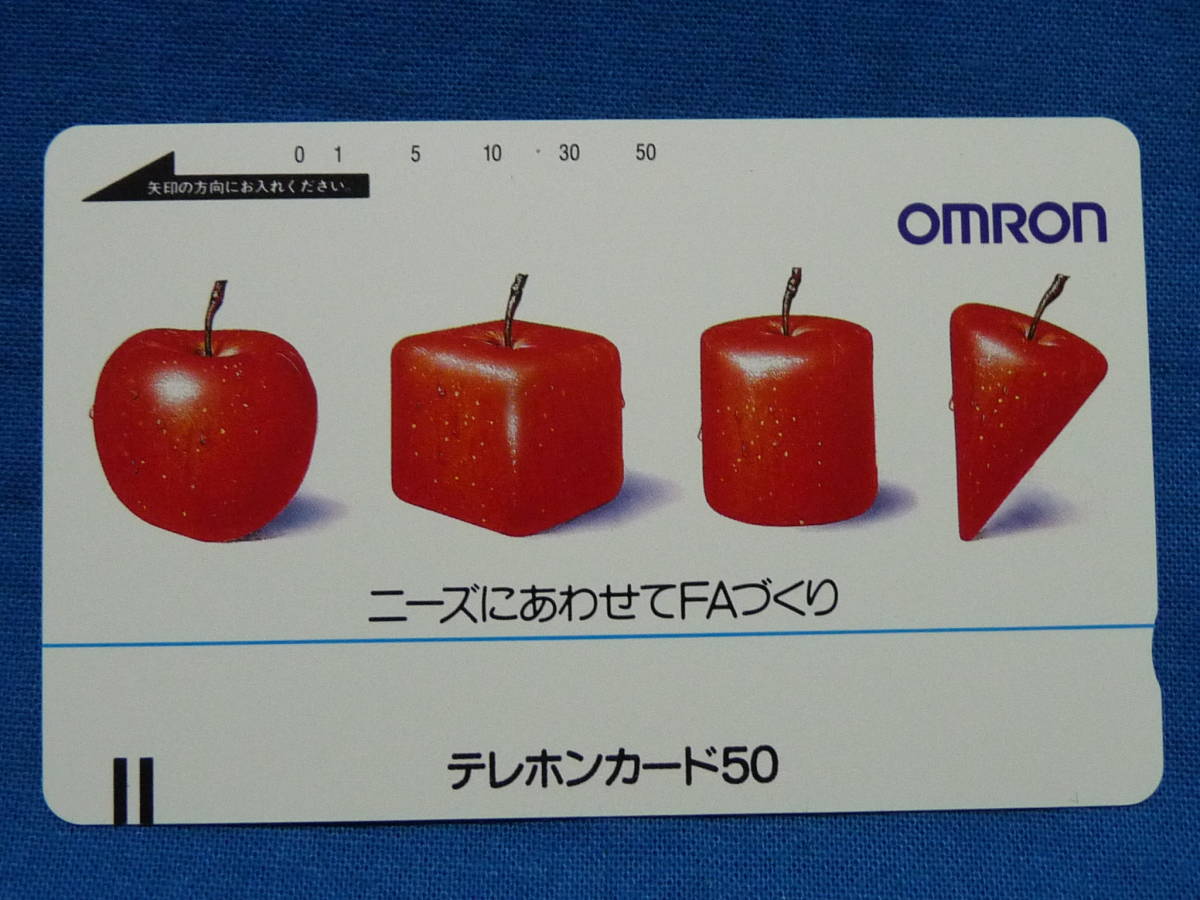 0 1 5 10 30 50
矢印の方向にお入れください。
OMRON
ニーズにあわせてFAづくり
テレホンカード50